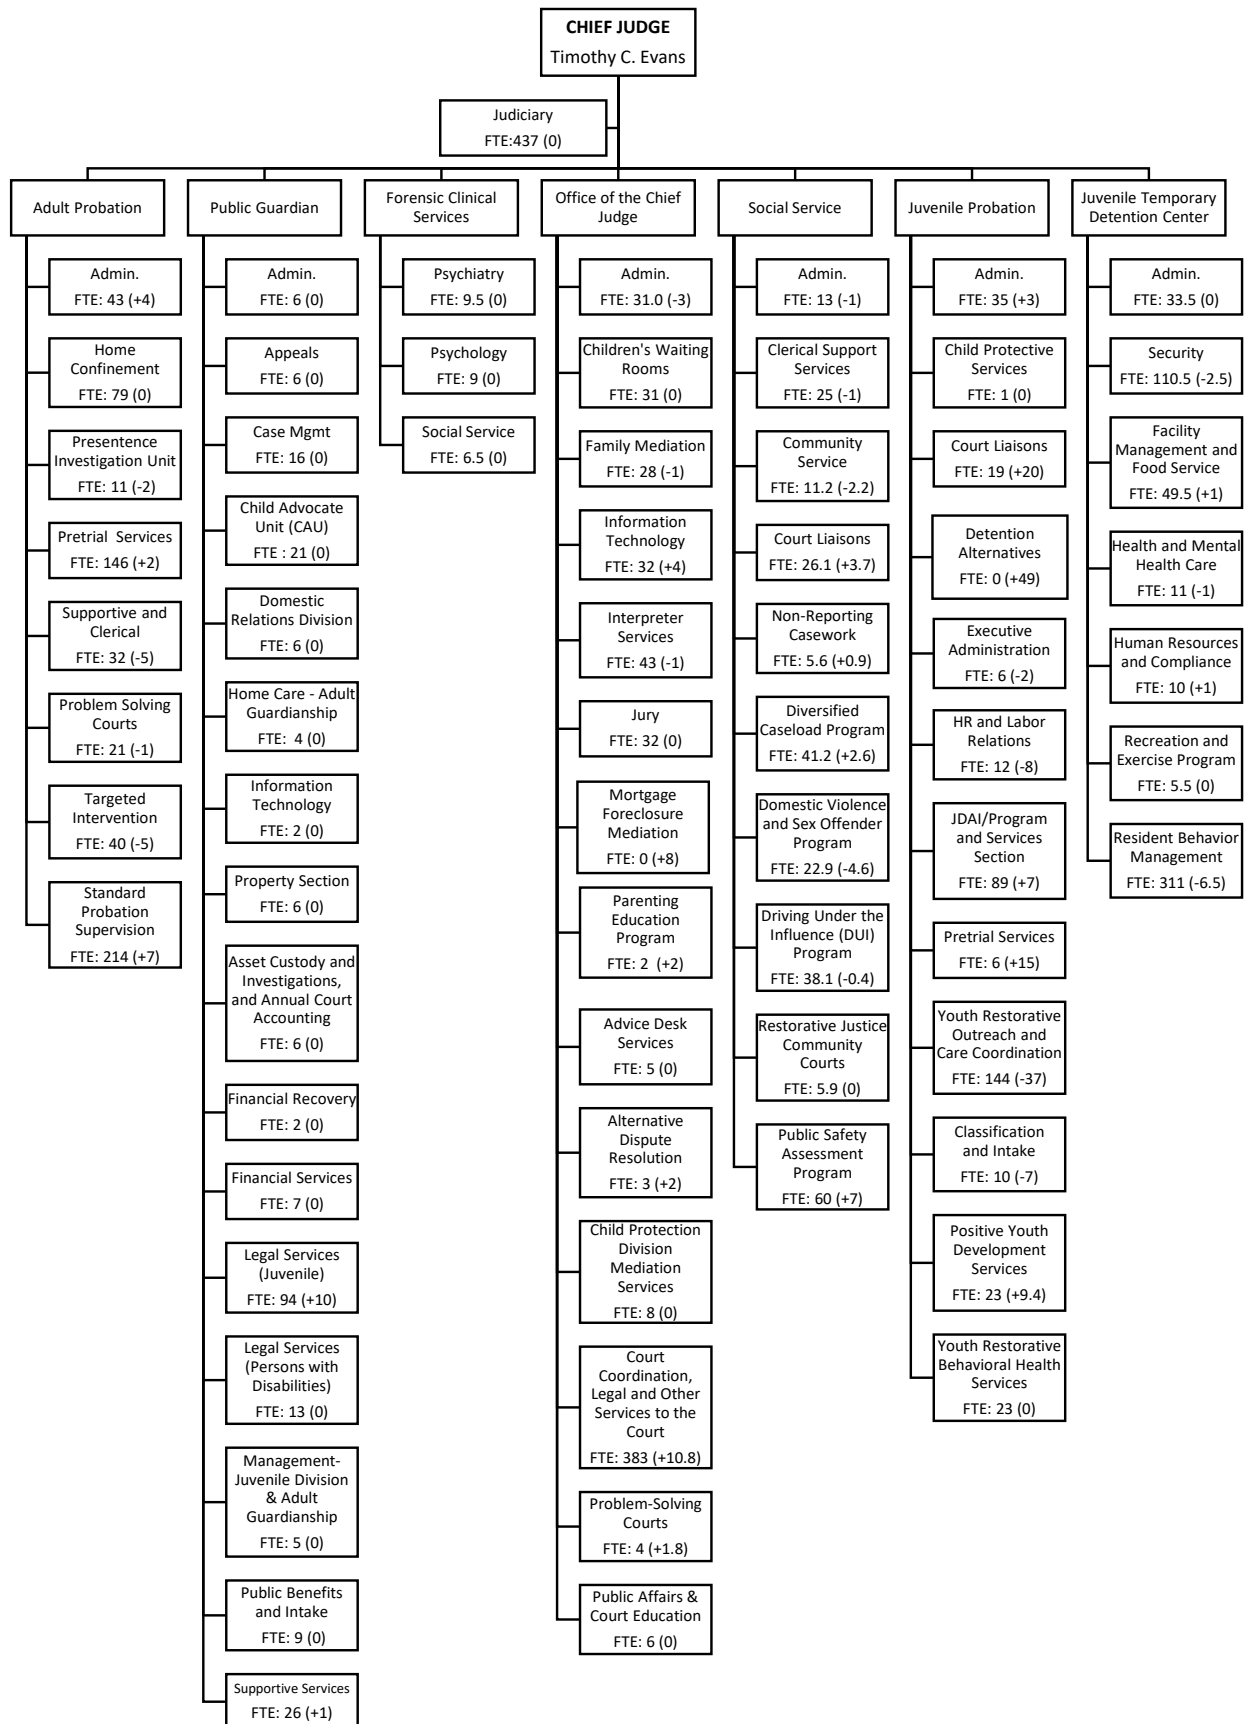 CHIEF JUDGE
Timothy C. Evans
Judiciary
FTE:437 (0)
Adult Probation
Public Guardian
Forensic Clinical
Services
Office of the Chief
Judge
Social Service
Juvenile Probation
Juvenile Temporary
Detention Center
Admin.
FTE: 43 (+4)
Home
Confinement
FTE: 79 (0)
Presentence
Investigation Unit
FTE: 11 (-2)
Pretrial Services
FTE: 146 (+2)
Supportive and
Clerical
FTE: 32 (-5)
Problem Solving
Courts
FTE: 21 (-1)
Targeted
Intervention
FTE: 40 (-5)
Standard
Probation
Supervision
FTE: 214 (+7)
Admin.
FTE: 6 (0)
Appeals
FTE: 6 (0)
Case Mgmt
FTE: 16 (0)
Child Advocate
Unit (CAU)
FTE : 21 (0)
Domestic
Relations Division
FTE: 6 (0)
Home Care - Adult
Guardianship
FTE: 4 (0)
Information
Technology
FTE: 2 (0)
Property Section
FTE: 6 (0)
Asset Custody and
Investigations,
and Annual Court
Accounting
FTE: 6 (0)
Financial Recovery
FTE: 2 (0)
Financial Services
FTE: 7 (0)
Legal Services
(Juvenile)
FTE: 94 (+10)
Legal Services
(Persons with
Disabilities)
FTE: 13 (0)
Management-
Juvenile Division
& Adult
Guardianship
FTE: 5 (0)
Public Benefits
and Intake
FTE: 9 (0)
Supportive Services
FTE: 26 (+1)
Psychiatry
FTE: 9.5 (0)
Psychology
FTE: 9 (0)
Social Service
FTE: 6.5 (0)
Admin.
FTE: 31.0 (-3)
Children's Waiting
Rooms
FTE: 31 (0)
Family Mediation
FTE: 28 (-1)
Information
Technology
FTE: 32 (+4)
Interpreter
Services
FTE: 43 (-1)
Jury
FTE: 32 (0)
Mortgage
Foreclosure
Mediation
FTE: 0 (+8)
Parenting
Education
Program
FTE: 2 (+2)
Advice Desk
Services
FTE: 5 (0)
Alternative
Dispute
Resolution
FTE: 3 (+2)
Child Protection
Division
Mediation
Services
FTE: 8 (0)
Court
Coordination,
Legal and Other
Services to the
Court
FTE: 383 (+10.8)
Problem-Solving
Courts
FTE: 4 (+1.8)
Public Affairs &
Court Education
FTE: 6 (0)
Admin.
FTE: 13 (-1)
Clerical Support
Services
FTE: 25 (-1)
Community
Service
FTE: 11.2 (-2.2)
Court Liaisons
FTE: 26.1 (+3.7)
Non-Reporting
Casework
FTE: 5.6 (+0.9)
Diversified
Caseload Program
FTE: 41.2 (+2.6)
Domestic Violence
and Sex Offender
Program
FTE: 22.9 (-4.6)
Driving Under the
Influence (DUI)
Program
FTE: 38.1 (-0.4)
Restorative Justice
Community
Courts
FTE: 5.9 (0)
Public Safety
Assessment
Program
FTE: 60 (+7)
Admin.
FTE: 35 (+3)
Child Protective
Services
FTE: 1 (0)
Court Liaisons
FTE: 19 (+20)
Detention
Alternatives
FTE: 0 (+49)
Executive
Administration
FTE: 6 (-2)
HR and Labor
Relations
FTE: 12 (-8)
JDAI/Program
and Services
Section
FTE: 89 (+7)
Pretrial Services
FTE: 6 (+15)
Youth Restorative
Outreach and
Care Coordination
FTE: 144 (-37)
Classification
and Intake
FTE: 10 (-7)
Positive Youth
Development
Services
FTE: 23 (+9.4)
Youth Restorative
Behavioral Health
Services
FTE: 23 (0)
Admin.
FTE: 33.5 (0)
Security
FTE: 110.5 (-2.5)
Facility
Management and
Food Service
FTE: 49.5 (+1)
Health and Mental
Health Care
FTE: 11 (-1)
Human Resources
and Compliance
FTE: 10 (+1)
Recreation and
Exercise Program
FTE: 5.5 (0)
Resident Behavior
Management
FTE: 311 (-6.5)